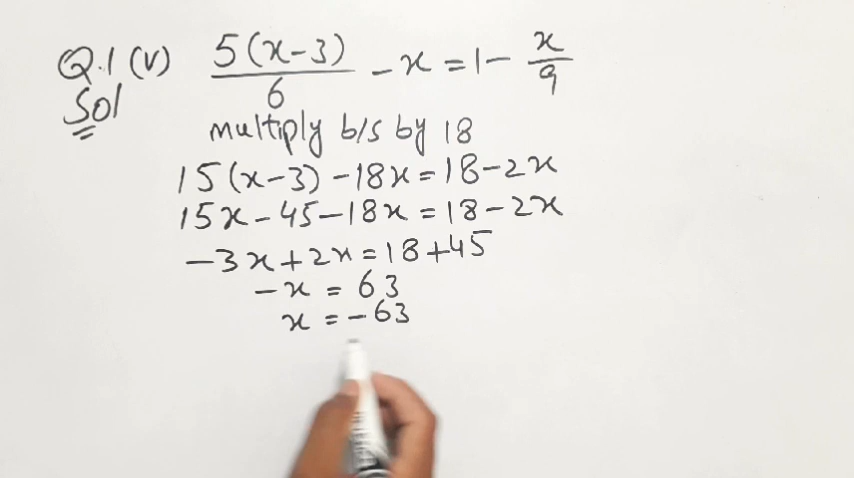 Q.1 (v) 5(x-3)/6 - x = 1 - x/9
Sol
multiply b/s by 18
15(x-3) - 18x = 18 - 2x
15x - 45 - 18x = 18 - 2x
-3x + 2x = 18 + 45
-x = 63
x = -63